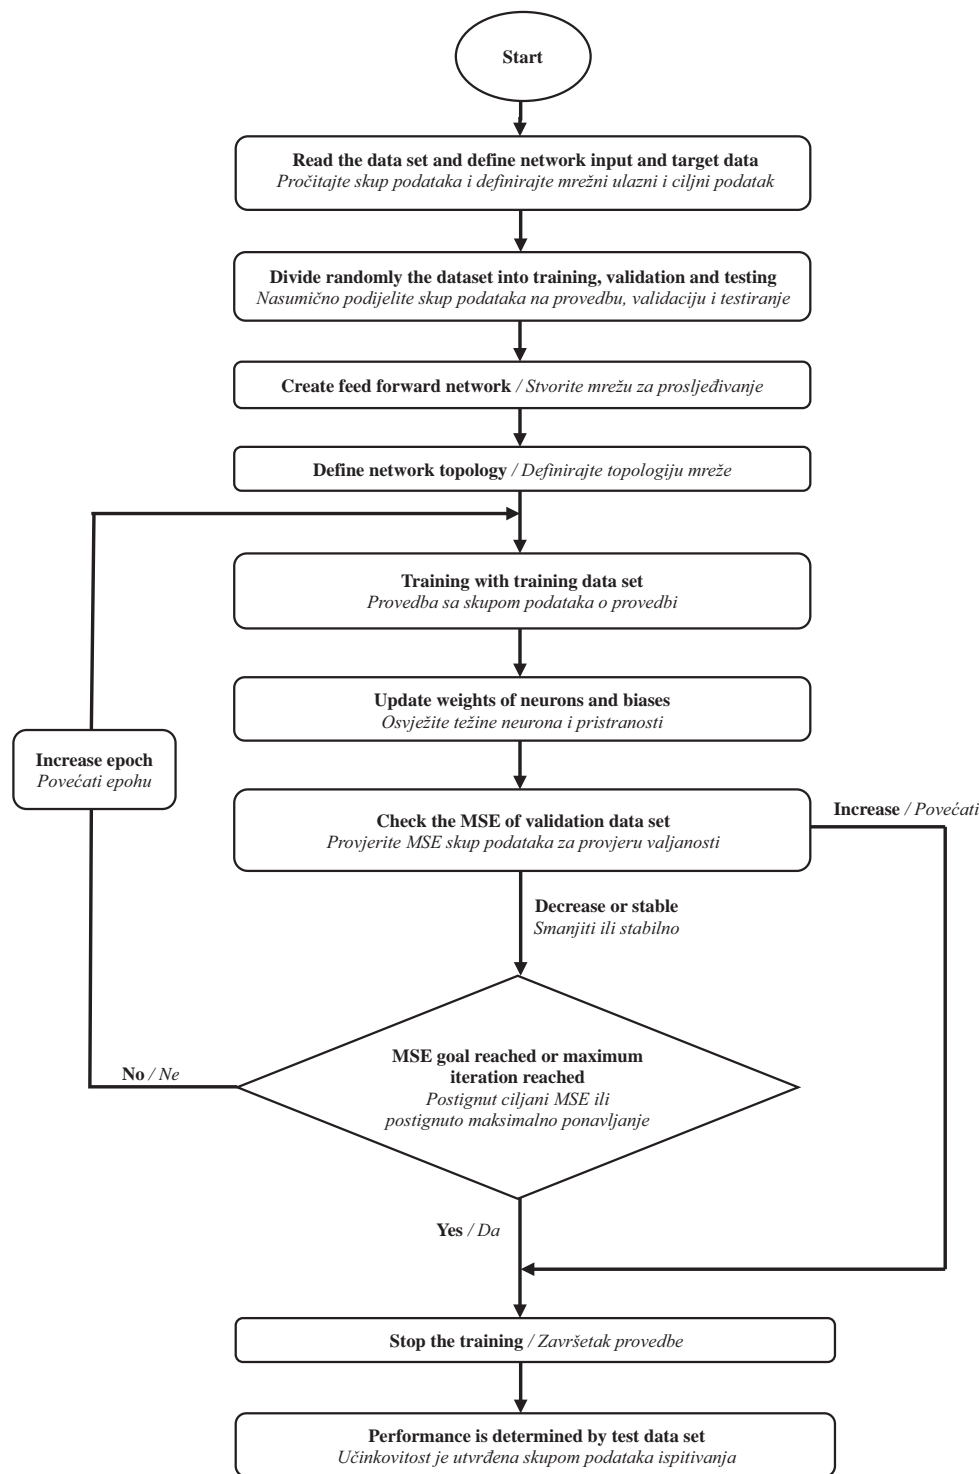 Start
Read the data set and define network input and target data
Pročitajte skup podataka i definirajte mrežni ulazni i ciljni podatak
Divide randomly the dataset into training, validation and testing
Nasumično podijelite skup podataka na provedbu, validaciju i testiranje
Create feed forward network / Stvorite mrežu za prosljeđivanje
Define network topology / Definirajte topologiju mreže
Training with training data set
Provedba sa skupom podataka o provedbi
Update weights of neurons and biases
Osvježite težine neurona i pristranosti
Increase epoch
Povećati epohu
Check the MSE of validation data set
Provjerite MSE skup podataka za provjeru valjanosti
Increase / Povećati
Decrease or stable
Smanjiti ili stabilno
MSE goal reached or maximum
iteration reached
Postignut ciljani MSE ili
postignuto maksimalno ponavljanje
No / Ne
Yes / Da
Stop the training / Završetak provedbe
Performance is determined by test data set
Učinkovitost je utvrđena skupom podataka ispitivanja